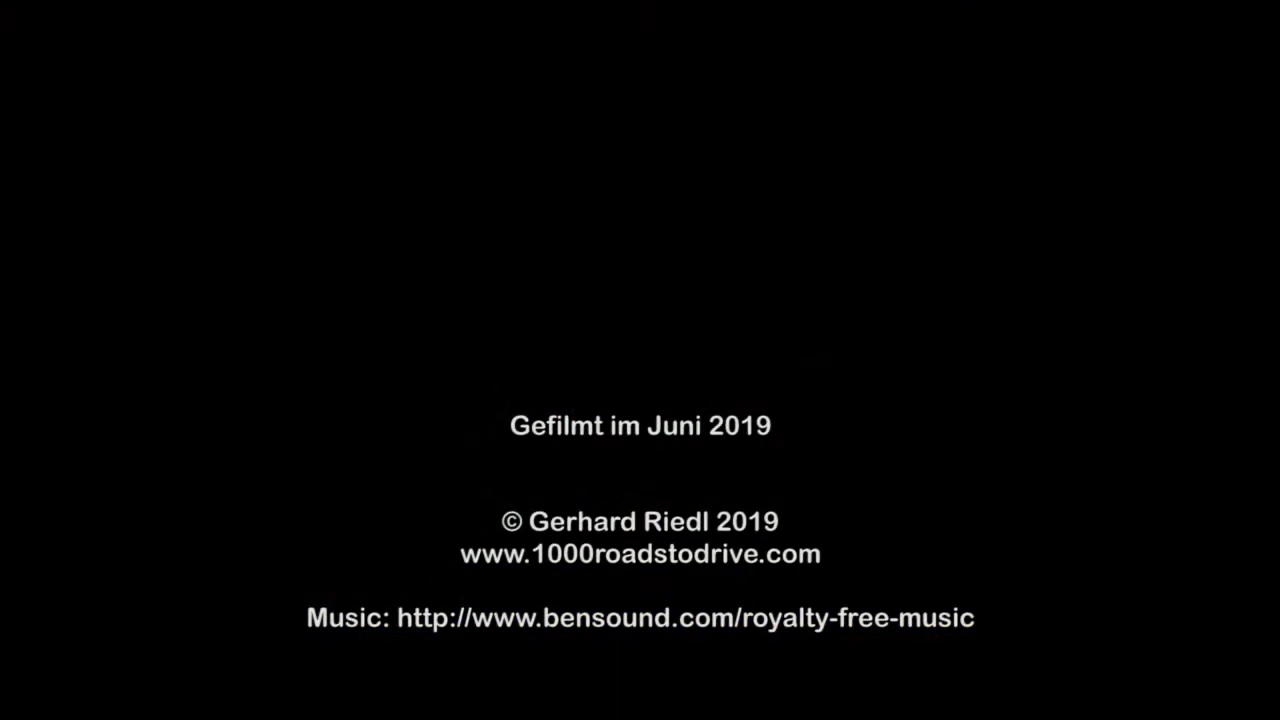 Gefilmt im Juni 2019
© Gerhard Riedl 2019
www.1000roadstodrive.com
Music: http://www.bensound.com/royalty-free-music